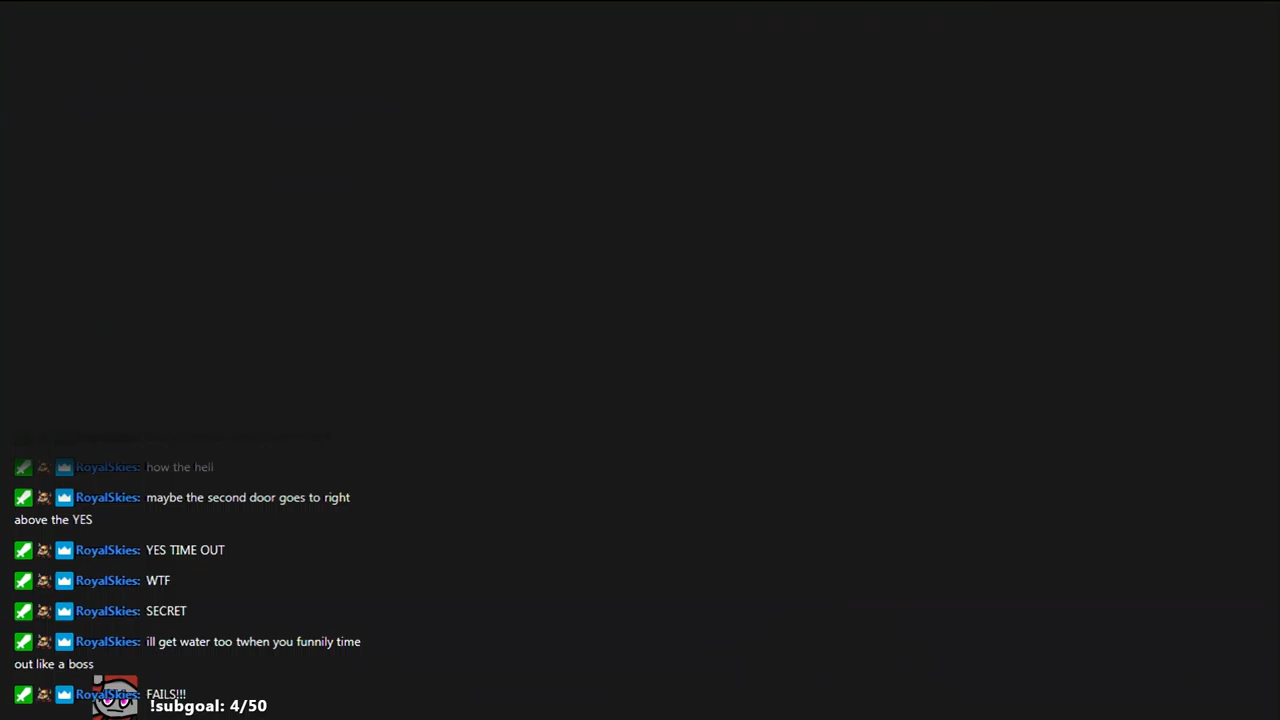 RoyalSkies: how the hell
RoyalSkies: maybe the second door goes to right
above the YES
RoyalSkies: YES TIME OUT
RoyalSkies: WTF
RoyalSkies: SECRET
RoyalSkies: ill get water too twhen you funnily time
out like a boss
RoyalSkies: FAILS!!!
!subgoal: 4/50